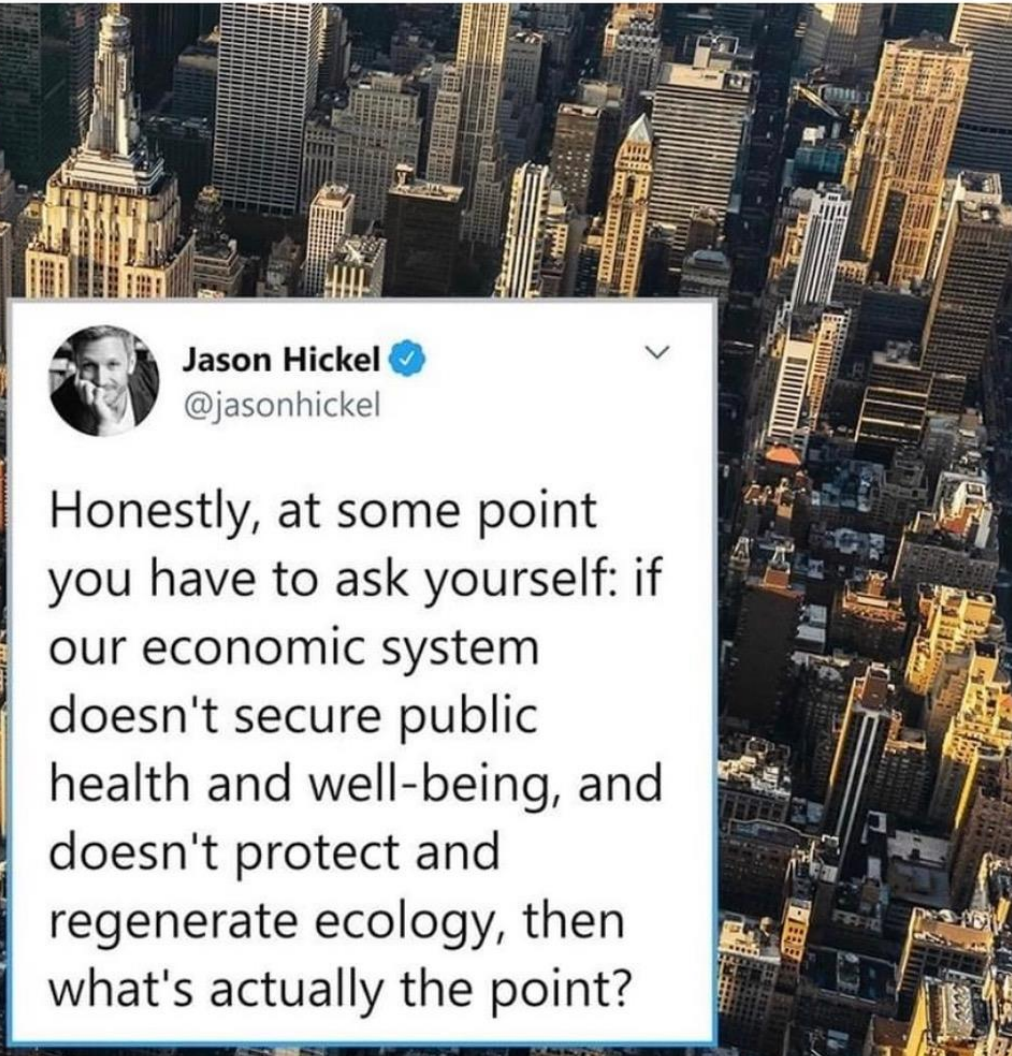 Jason Hickel
@jasonhickel
Honestly, at some point
you have to ask yourself: if
our economic system
doesn't secure public
health and well-being, and
doesn't protect and
regenerate ecology, then
what's actually the point?